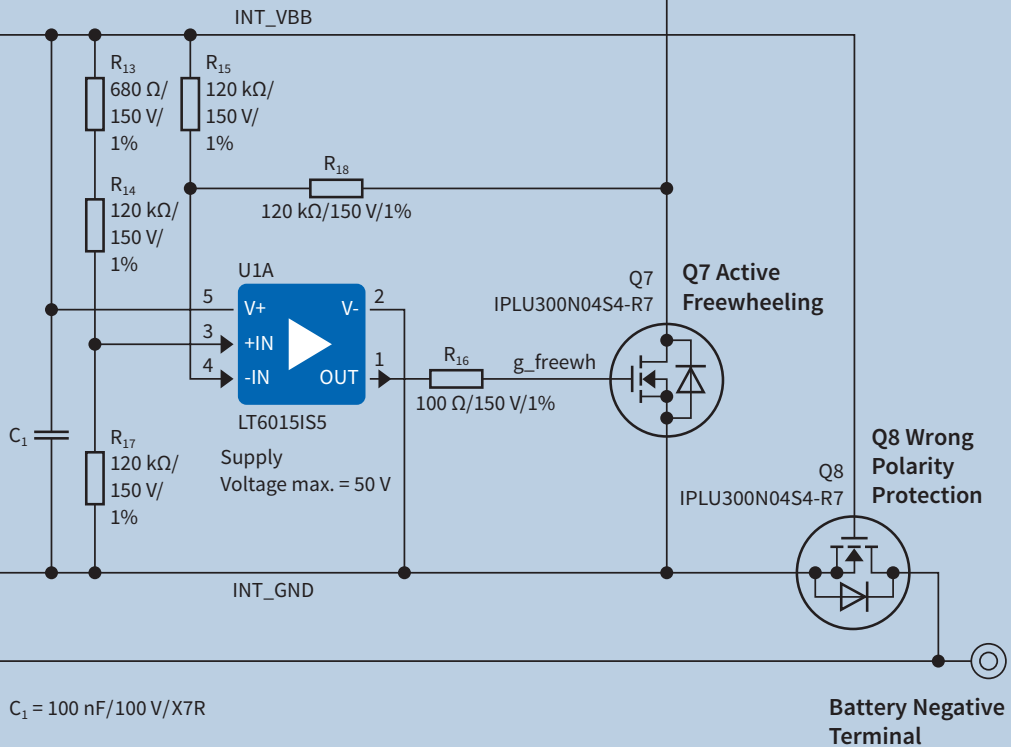 INT_VBB
R₁₃
680 Ω/
150 V/
1%
R₁₅
120 kΩ/
150 V/
1%
R₁₈
120 kΩ/150 V/1%
R₁₄
120 kΩ/
150 V/
1%
U1A
5
V+
V-
2
3
+IN
4
-IN
OUT
1
LT6015IS5
Supply
Voltage max. = 50 V
R₁₆
100 Ω/150 V/1%
g_freewh
Q7
IPLU300N04S4-R7
Q7 Active
Freewheeling
C₁
R₁₇
120 kΩ/
150 V/
1%
Q8
IPLU300N04S4-R7
Q8 Wrong
Polarity
Protection
INT_GND
C₁ = 100 nF/100 V/X7R
Battery Negative
Terminal